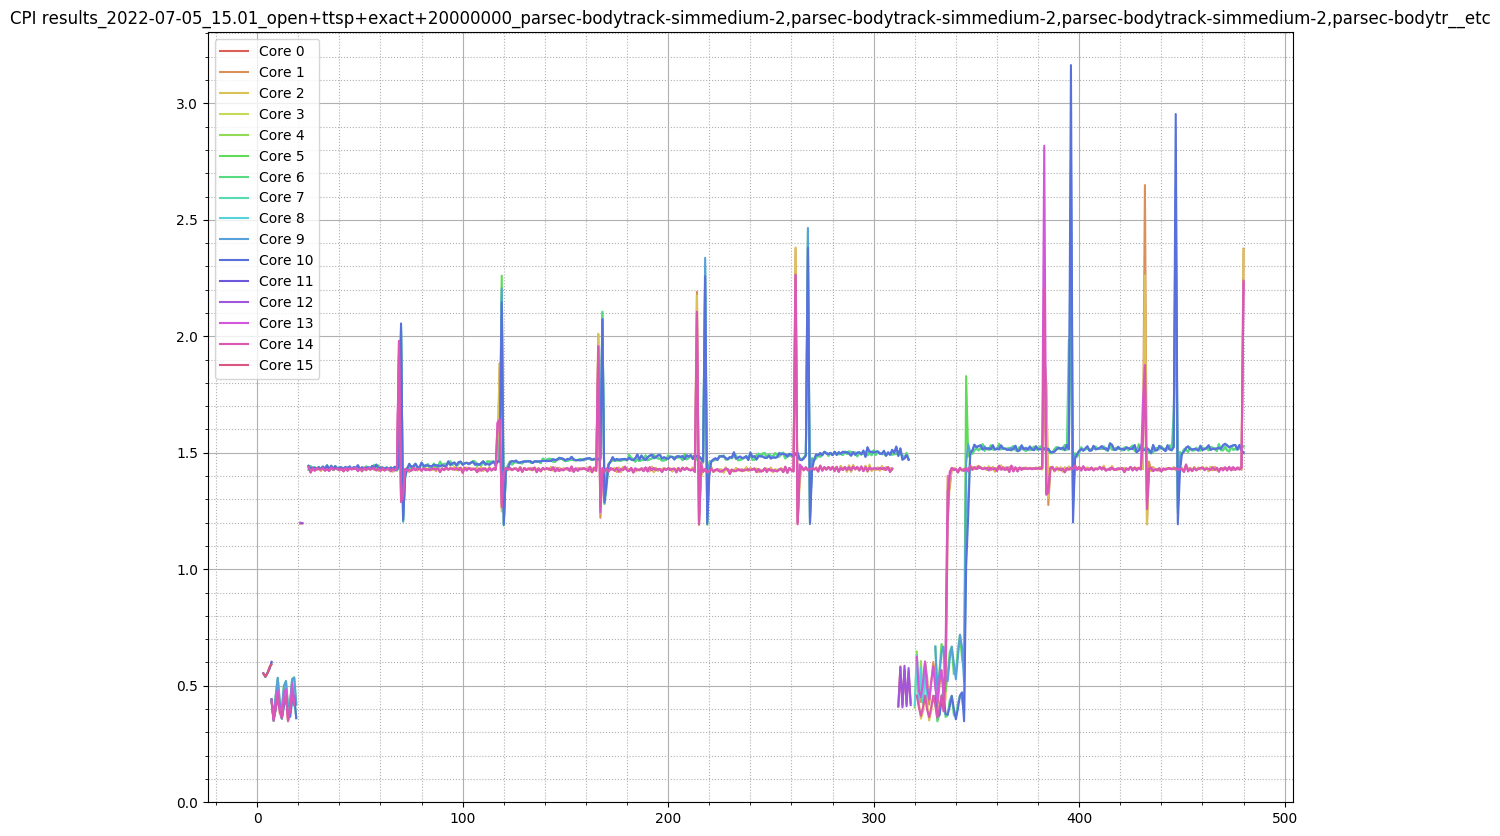 CPI results_2022-07-05_15.01_open+ttsp+exact+20000000_parsec-bodytrack-simmedium-2,parsec-bodytrack-simmedium-2,parsec-bodytrack-simmedium-2,parsec-bodytr__etc
Core 0
Core 1
Core 2
Core 3
Core 4
Core 5
Core 6
Core 7
Core 8
Core 9
Core 10
Core 11
Core 12
Core 13
Core 14
Core 15
3.0
2.5
2.0
1.5
1.0
0.5
0.0
0 100 200 300 400 500